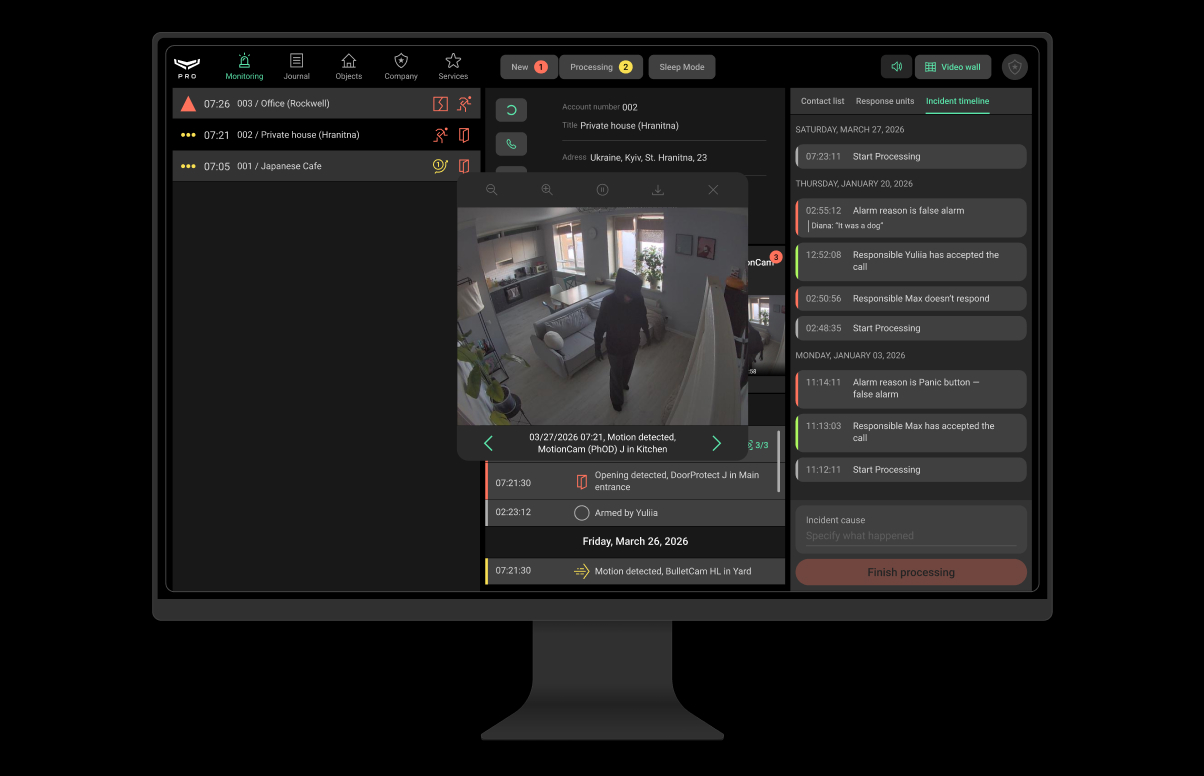 PRO
Monitoring
Journal
Objects
Company
Services
New 1
Processing 2
Sleep Mode
Video wall
07:26 003 / Office (Rockwell)
07:21 002 / Private house (Hranitna)
07:05 001 / Japanese Cafe
1
Account number 002
Title Private house (Hranitna)
Adress Ukraine, Kyiv, St. Hranitna, 23
onCam 3
:58
03/27/2026 07:21, Motion detected,
MotionCam (PhOD) J in Kitchen
3/3
07:21:30 Opening detected, DoorProtect J in Main
entrance
02:23:12 Armed by Yuliia
Friday, March 26, 2026
07:21:30 Motion detected, BulletCam HL in Yard
Contact list
Response units
Incident timeline
SATURDAY, MARCH 27, 2026
07:23:11 Start Processing
THURSDAY, JANUARY 20, 2026
02:55:12 Alarm reason is false alarm
Diana: "It was a dog"
12:52:08 Responsible Yuliia has accepted the
call
02:50:56 Responsible Max doesn't respond
02:48:35 Start Processing
MONDAY, JANUARY 03, 2026
11:14:11 Alarm reason is Panic button —
false alarm
11:13:03 Responsible Max has accepted the
call
11:12:11 Start Processing
Incident cause
Specify what happened
Finish processing